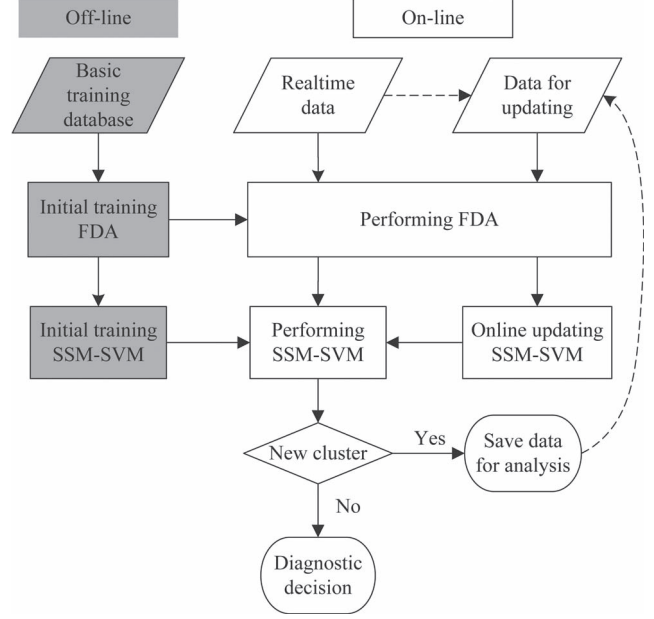 Off-line
On-line
Basic
training
database
Realtime
data
Data for
updating
Initial training
FDA
Performing FDA
Initial training
SSM-SVM
Performing
SSM-SVM
Online updating
SSM-SVM
New cluster
Yes
Save data
for analysis
No
Diagnostic
decision